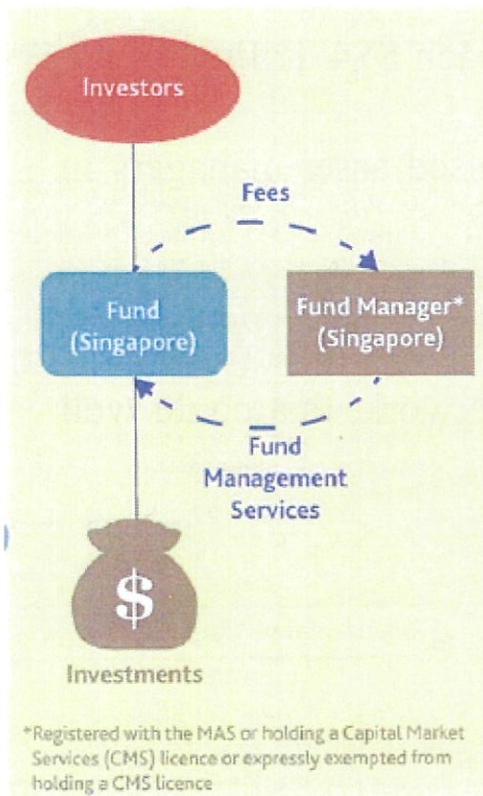 Investors
Fees
Fund
(Singapore)
Fund Manager*
(Singapore)
Fund
Management
Services
$
Investments
*Registered with the MAS or holding a Capital Market
Services (CMS) licence or expressly exempted from
holding a CMS licence